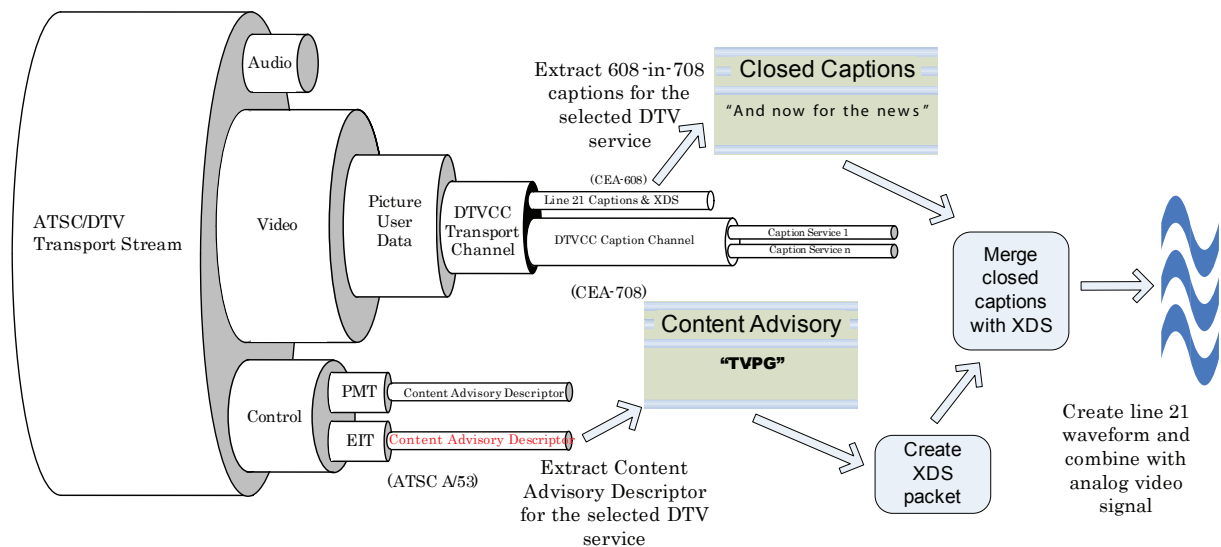 ATSC/DTV
Transport Stream
Audio
Video
Picture
User
Data
DTVCC
Transport
Channel
(CEA-608)
Line 21 Captions & XDS
DTVCC Caption Channel
Caption Service 1
Caption Service n
(CEA-708)
Extract 608-in-708
captions for the
selected DTV
service
Closed Captions
“And now for the news”
Control
PMT
Content Advisory Descriptor
EIT
Content Advisory Descriptor
(ATSC A/53)
Extract Content
Advisory Descriptor
for the selected DTV
service
Content Advisory
“TVPG”
Create
XDS
packet
Merge
closed
captions
with XDS
Create line 21
waveform and
combine with
analog video
signal